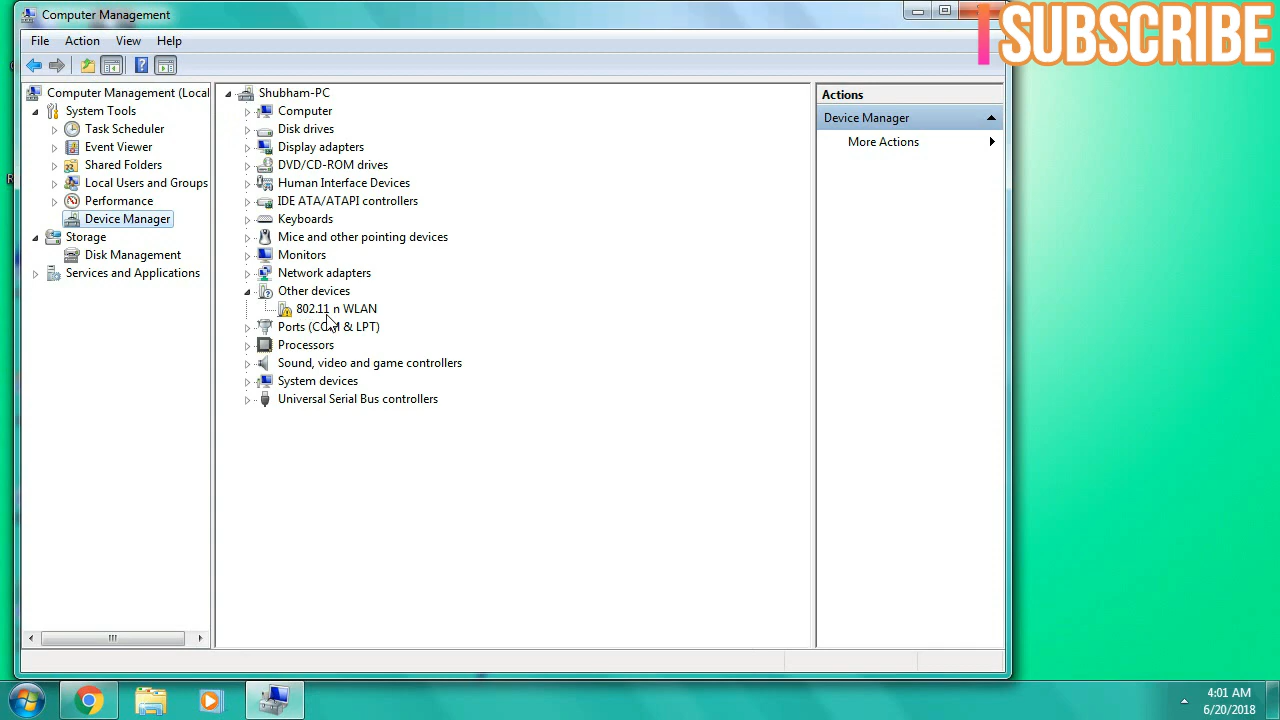 Computer Management
SUBSCRIBE
File Action View Help
Computer Management (Local
System Tools
Task Scheduler
Event Viewer
Shared Folders
Local Users and Groups
Performance
Device Manager
Storage
Disk Management
Services and Applications
Shubham-PC
Computer
Disk drives
Display adapters
DVD/CD-ROM drives
Human Interface Devices
IDE ATA/ATAPI controllers
Keyboards
Mice and other pointing devices
Monitors
Network adapters
Other devices
802.11 n WLAN
Ports (COM & LPT)
Processors
Sound, video and game controllers
System devices
Universal Serial Bus controllers
Actions
Device Manager
More Actions
4:01 AM
6/20/2018